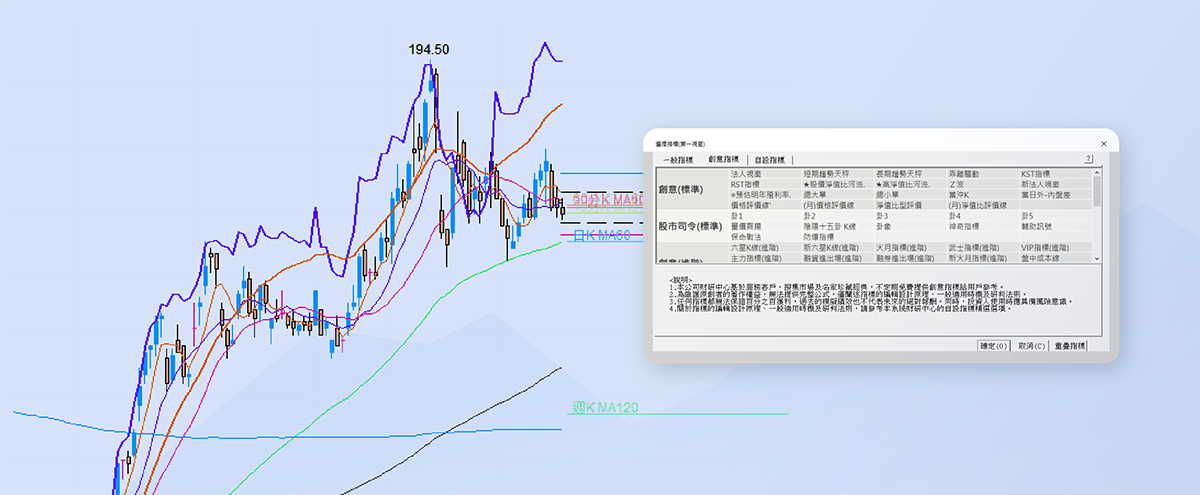 194.50
60分K MA60
日K MA60
週K MA120
選擇指標(第一視窗)
一般指標 創意指標 自設指標
?
創意(標準) 法人視窗 短期趨勢天秤 長期趨勢天秤 乖離驅動 KST指標
RST指標 ★股價淨值比河流. ★高淨值比河流. Z波 新法人視窗
*預估明年殖利率. 總大單 總小單 當沖K 當日外-內盤差
價格評價線* (月)價格評價線 淨值比型評價 (月)淨值比評價線
股市司令(標準) 卦1 卦2 卦3 卦4 卦5
量價齊揚 陰陽十五卦 K線 卦象 神奇指標 輔助訊號
保命戰法 防爆指標
創意(進階) 六星K線(進階) 新六星K線(進階) 火月指標(進階) 武士指標(進階) VIP指標(進階)
主力指標(進階) 融資進出場(進階) 融券進出場(進階) 新火月指標(進階) 盤中成本線
<說明>
1.本公司財研中心基於服務客戶,搜集市場及名家珍藏經典,不定期免費提供創意指標給用戶參考。
2.為維護原創者的著作權益,無法提供完整公式,僅闡述指標的邏輯設計原理、一般適用時機及研判法則。
3.任何指標都無法保證百分之百獲利,過去的模擬績效也不代表未來的絕對報酬。同時,投資人使用時應具備風險意識,
4.關於指標的邏輯設計原理、一般適用時機及研判法則,請參考本系統財研中心的自設指標精選選項。
確定(O) 取消(C) 重疊指標